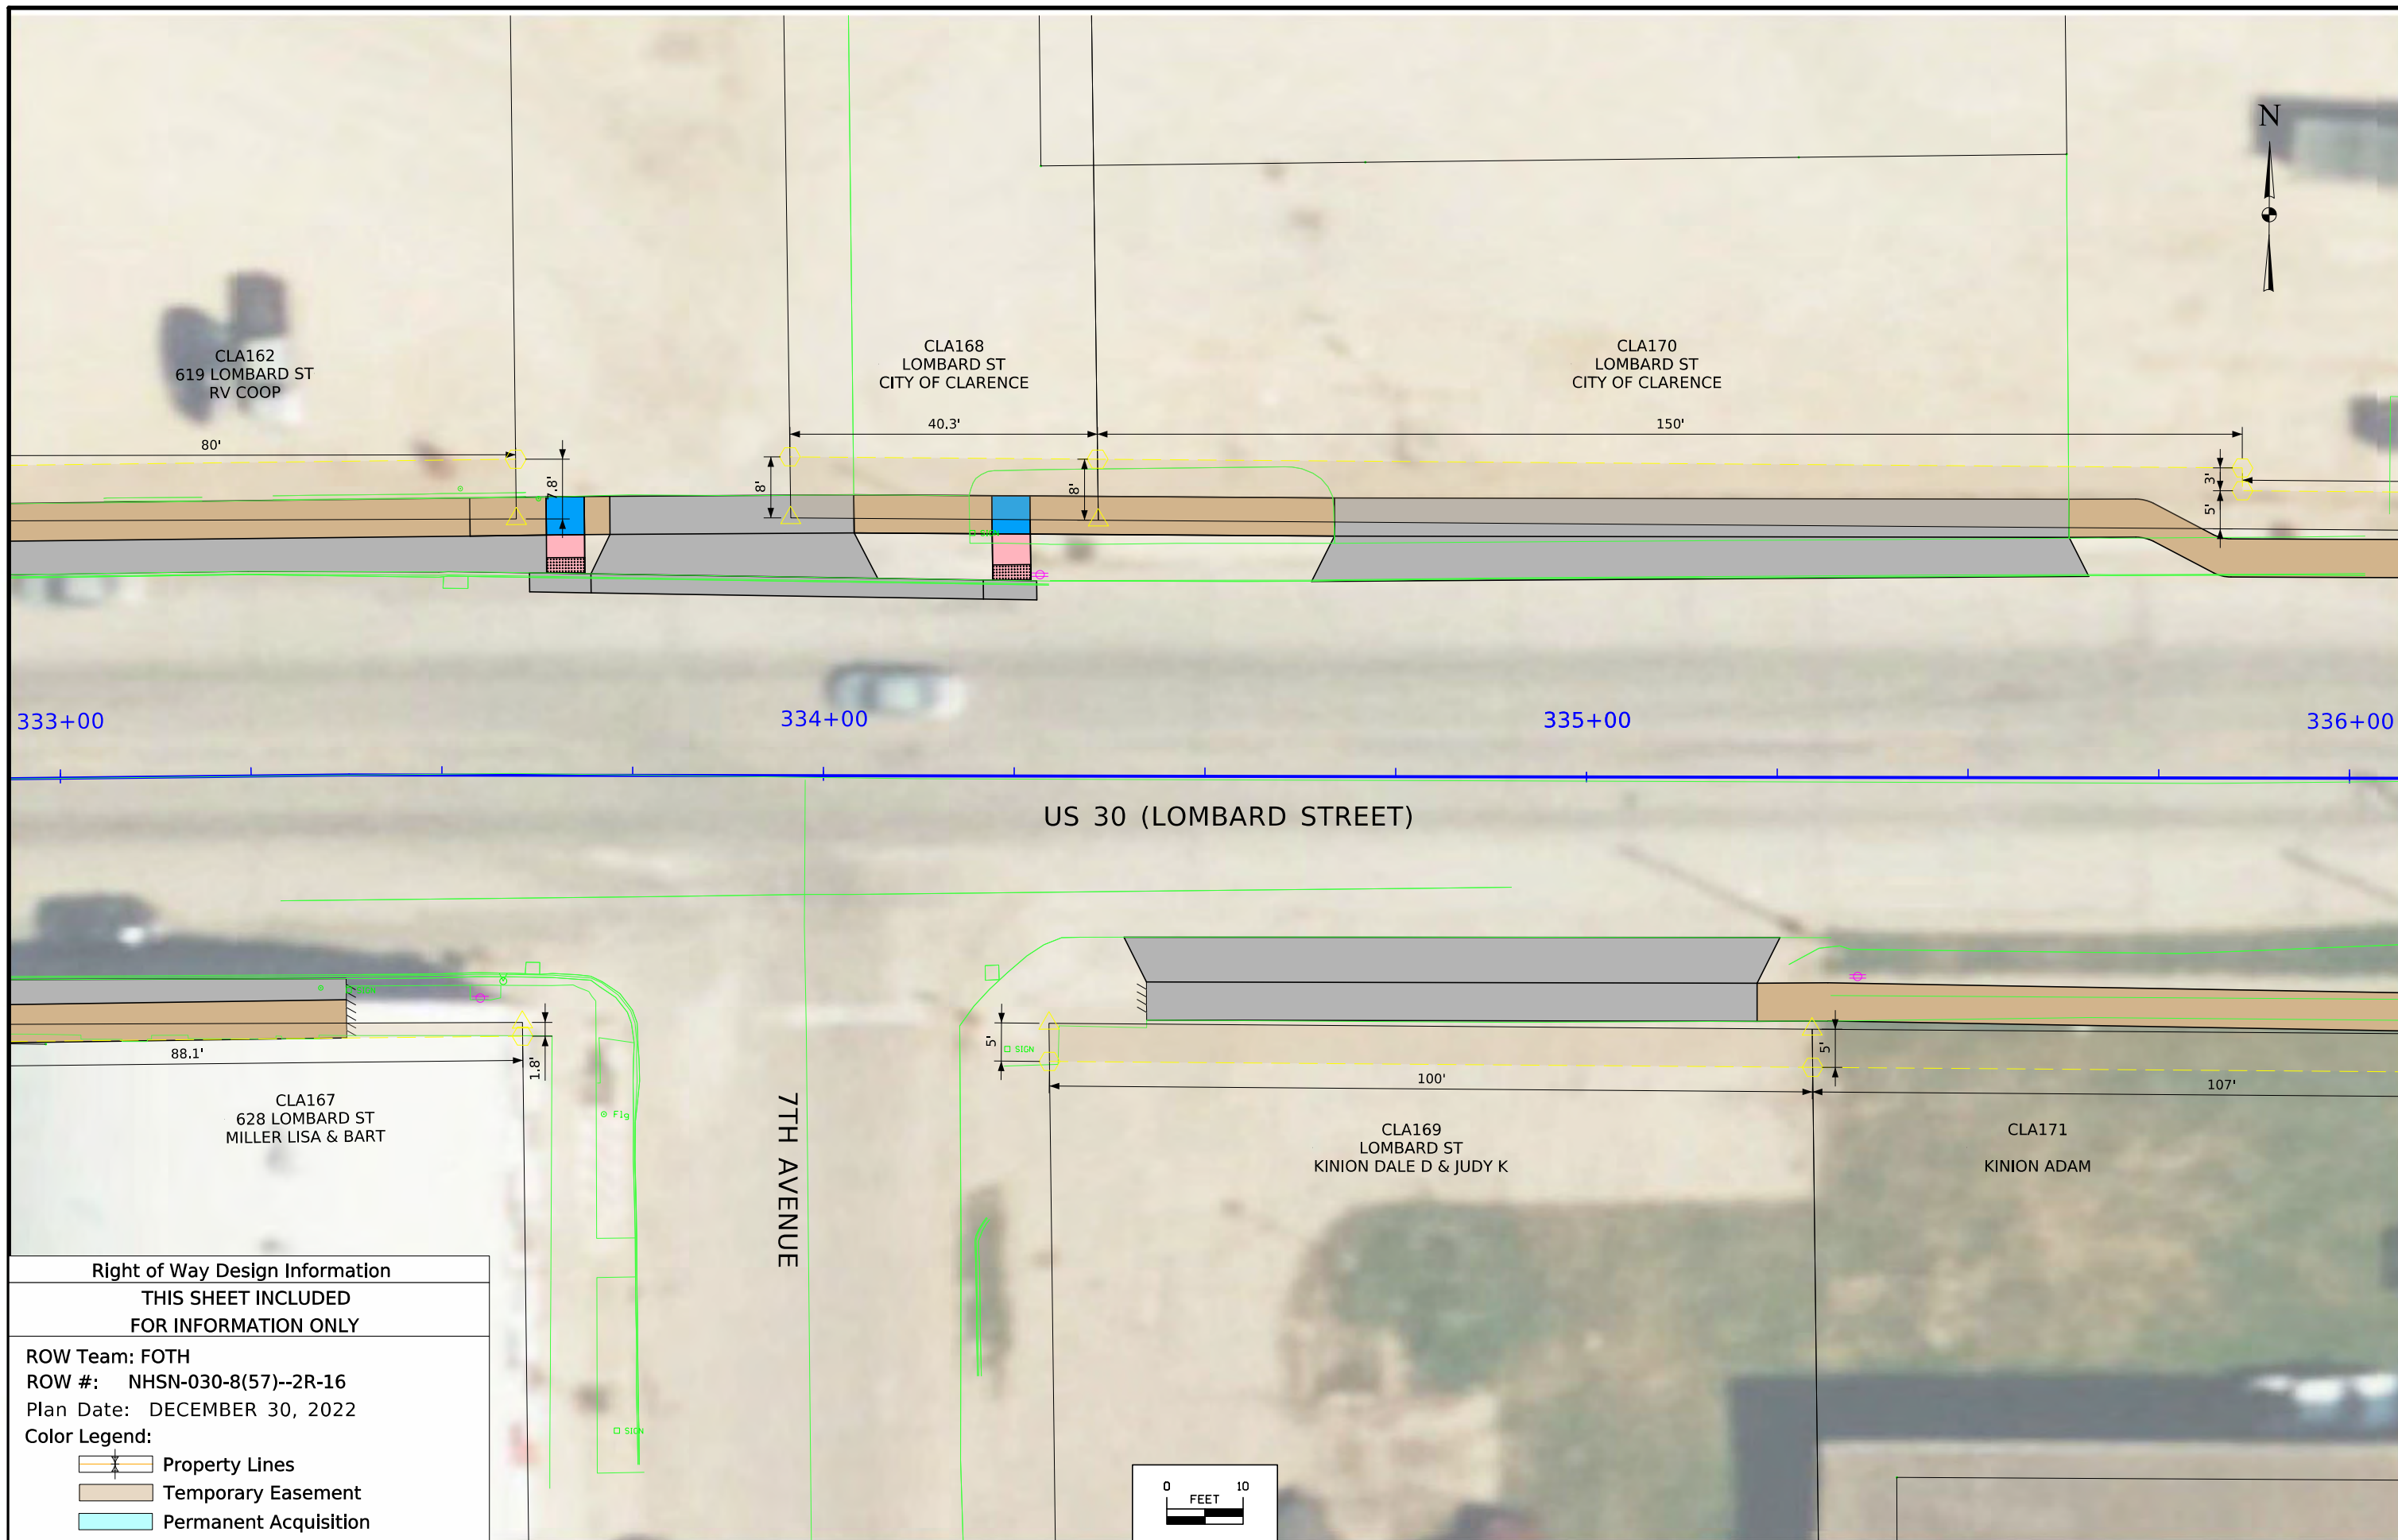 N
CLA162
619 LOMBARD ST
RV COOP
CLA168
LOMBARD ST
CITY OF CLARENCE
CLA170
LOMBARD ST
CITY OF CLARENCE
80'
40.3'
150'
7.8'
8'
8'
3'
5'
SIGN
333+00
334+00
335+00
336+00
US 30 (LOMBARD STREET)
88.1'
1.8'
5'
SIGN
5'
100'
107'
CLA167
628 LOMBARD ST
MILLER LISA & BART
Flg
7TH AVENUE
CLA169
LOMBARD ST
KINION DALE D & JUDY K
CLA171
KINION ADAM
SIGN
Right of Way Design Information
THIS SHEET INCLUDED
FOR INFORMATION ONLY
ROW Team: FOTH
ROW #: NHSN-030-8(57)--2R-16
Plan Date: DECEMBER 30, 2022
Color Legend:
Property Lines
Temporary Easement
Permanent Acquisition
0 10
FEET